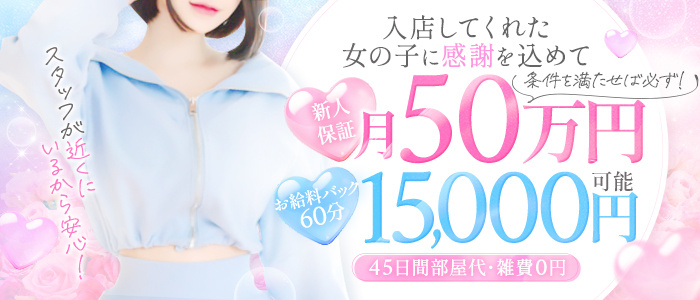 スタッフが近くに
いるから安心!
入店してくれた
女の子に感謝を込めて
条件を満たせば必ず!
新人
保証
月50万円
お給料バック
60分
15,000円
可能
45日間部屋代・雑費0円